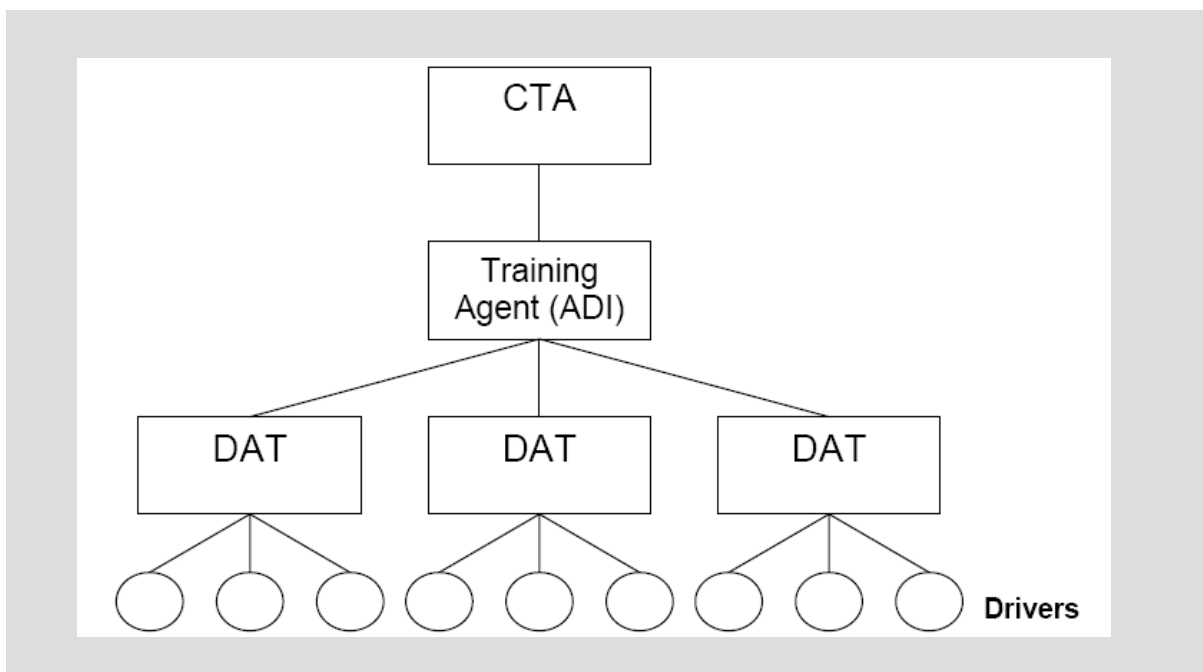 CTA
Training
Agent (ADI)
DAT
DAT
DAT
Drivers